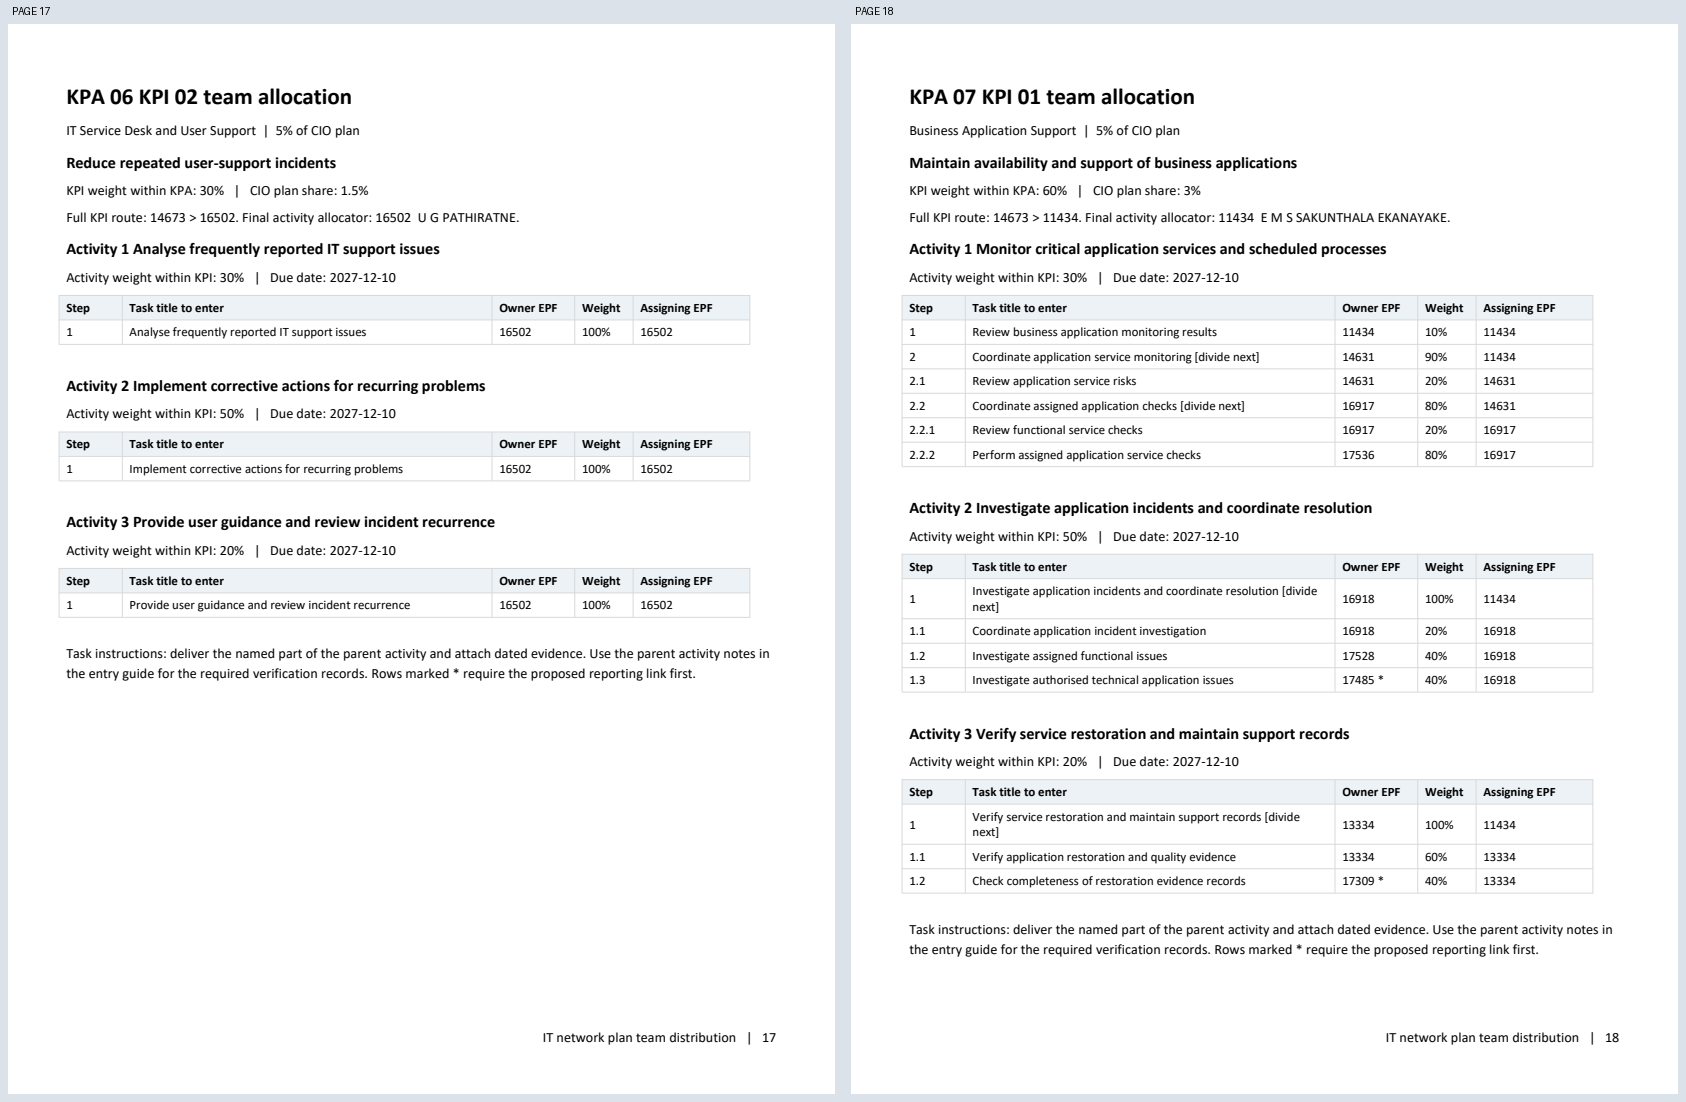 PAGE 17
KPA 06 KPI 02 team allocation
IT Service Desk and User Support | 5% of CIO plan
Reduce repeated user-support incidents
KPI weight within KPA: 30% | CIO plan share: 1.5%
Full KPI route: 14673 > 16502. Final activity allocator: 16502 U G PATHIRATNE.
Activity 1 Analyse frequently reported IT support issues
Activity weight within KPI: 30% | Due date: 2027-12-10
Step Task title to enter Owner EPF Weight Assigning EPF
1 Analyse frequently reported IT support issues 16502 100% 16502
Activity 2 Implement corrective actions for recurring problems
Activity weight within KPI: 50% | Due date: 2027-12-10
Step Task title to enter Owner EPF Weight Assigning EPF
1 Implement corrective actions for recurring problems 16502 100% 16502
Activity 3 Provide user guidance and review incident recurrence
Activity weight within KPI: 20% | Due date: 2027-12-10
Step Task title to enter Owner EPF Weight Assigning EPF
1 Provide user guidance and review incident recurrence 16502 100% 16502
Task instructions: deliver the named part of the parent activity and attach dated evidence. Use the parent activity notes in
the entry guide for the required verification records. Rows marked * require the proposed reporting link first.
IT network plan team distribution | 17
PAGE 18
KPA 07 KPI 01 team allocation
Business Application Support | 5% of CIO plan
Maintain availability and support of business applications
KPI weight within KPA: 60% | CIO plan share: 3%
Full KPI route: 14673 > 11434. Final activity allocator: 11434 E M S SAKUNTHALA EKANAYAKE.
Activity 1 Monitor critical application services and scheduled processes
Activity weight within KPI: 30% | Due date: 2027-12-10
Step Task title to enter Owner EPF Weight Assigning EPF
1 Review business application monitoring results 11434 10% 11434
2 Coordinate application service monitoring [divide next] 14631 90% 11434
2.1 Review application service risks 14631 20% 14631
2.2 Coordinate assigned application checks [divide next] 16917 80% 14631
2.2.1 Review functional service checks 16917 20% 16917
2.2.2 Perform assigned application service checks 17536 80% 16917
Activity 2 Investigate application incidents and coordinate resolution
Activity weight within KPI: 50% | Due date: 2027-12-10
Step Task title to enter Owner EPF Weight Assigning EPF
1 Investigate application incidents and coordinate resolution [divide
next] 16918 100% 11434
1.1 Coordinate application incident investigation 16918 20% 16918
1.2 Investigate assigned functional issues 17528 40% 16918
1.3 Investigate authorised technical application issues 17485 * 40% 16918
Activity 3 Verify service restoration and maintain support records
Activity weight within KPI: 20% | Due date: 2027-12-10
Step Task title to enter Owner EPF Weight Assigning EPF
1 Verify service restoration and maintain support records [divide
next] 13334 100% 11434
1.1 Verify application restoration and quality evidence 13334 60% 13334
1.2 Check completeness of restoration evidence records 17309 * 40% 13334
Task instructions: deliver the named part of the parent activity and attach dated evidence. Use the parent activity notes in
the entry guide for the required verification records. Rows marked * require the proposed reporting link first.
IT network plan team distribution | 18